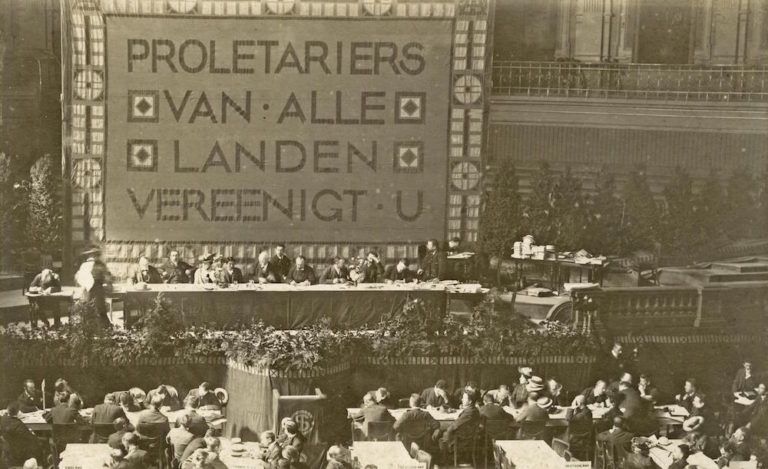 PROLETARIERS
VAN · ALLE
LANDEN
VEREENIGT · U